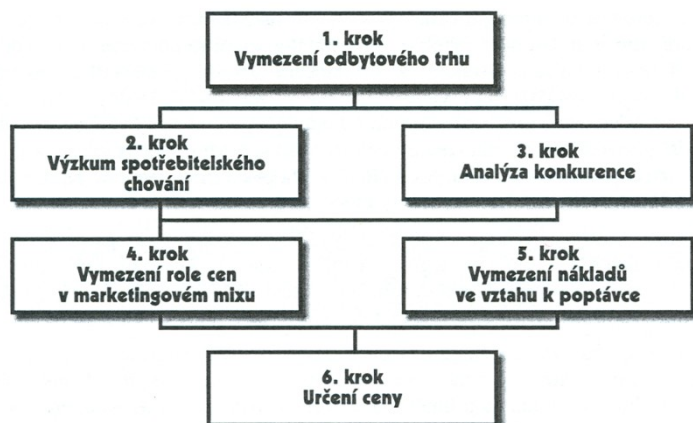 1. krok
Vymezení odbytového trhu
2. krok
Výzkum spotřebitelského
chování
3. krok
Analýza konkurence
4. krok
Vymezení role cen
v marketingovém mixu
5. krok
Vymezení nákladů
ve vztahu k poptávce
6. krok
Určení ceny